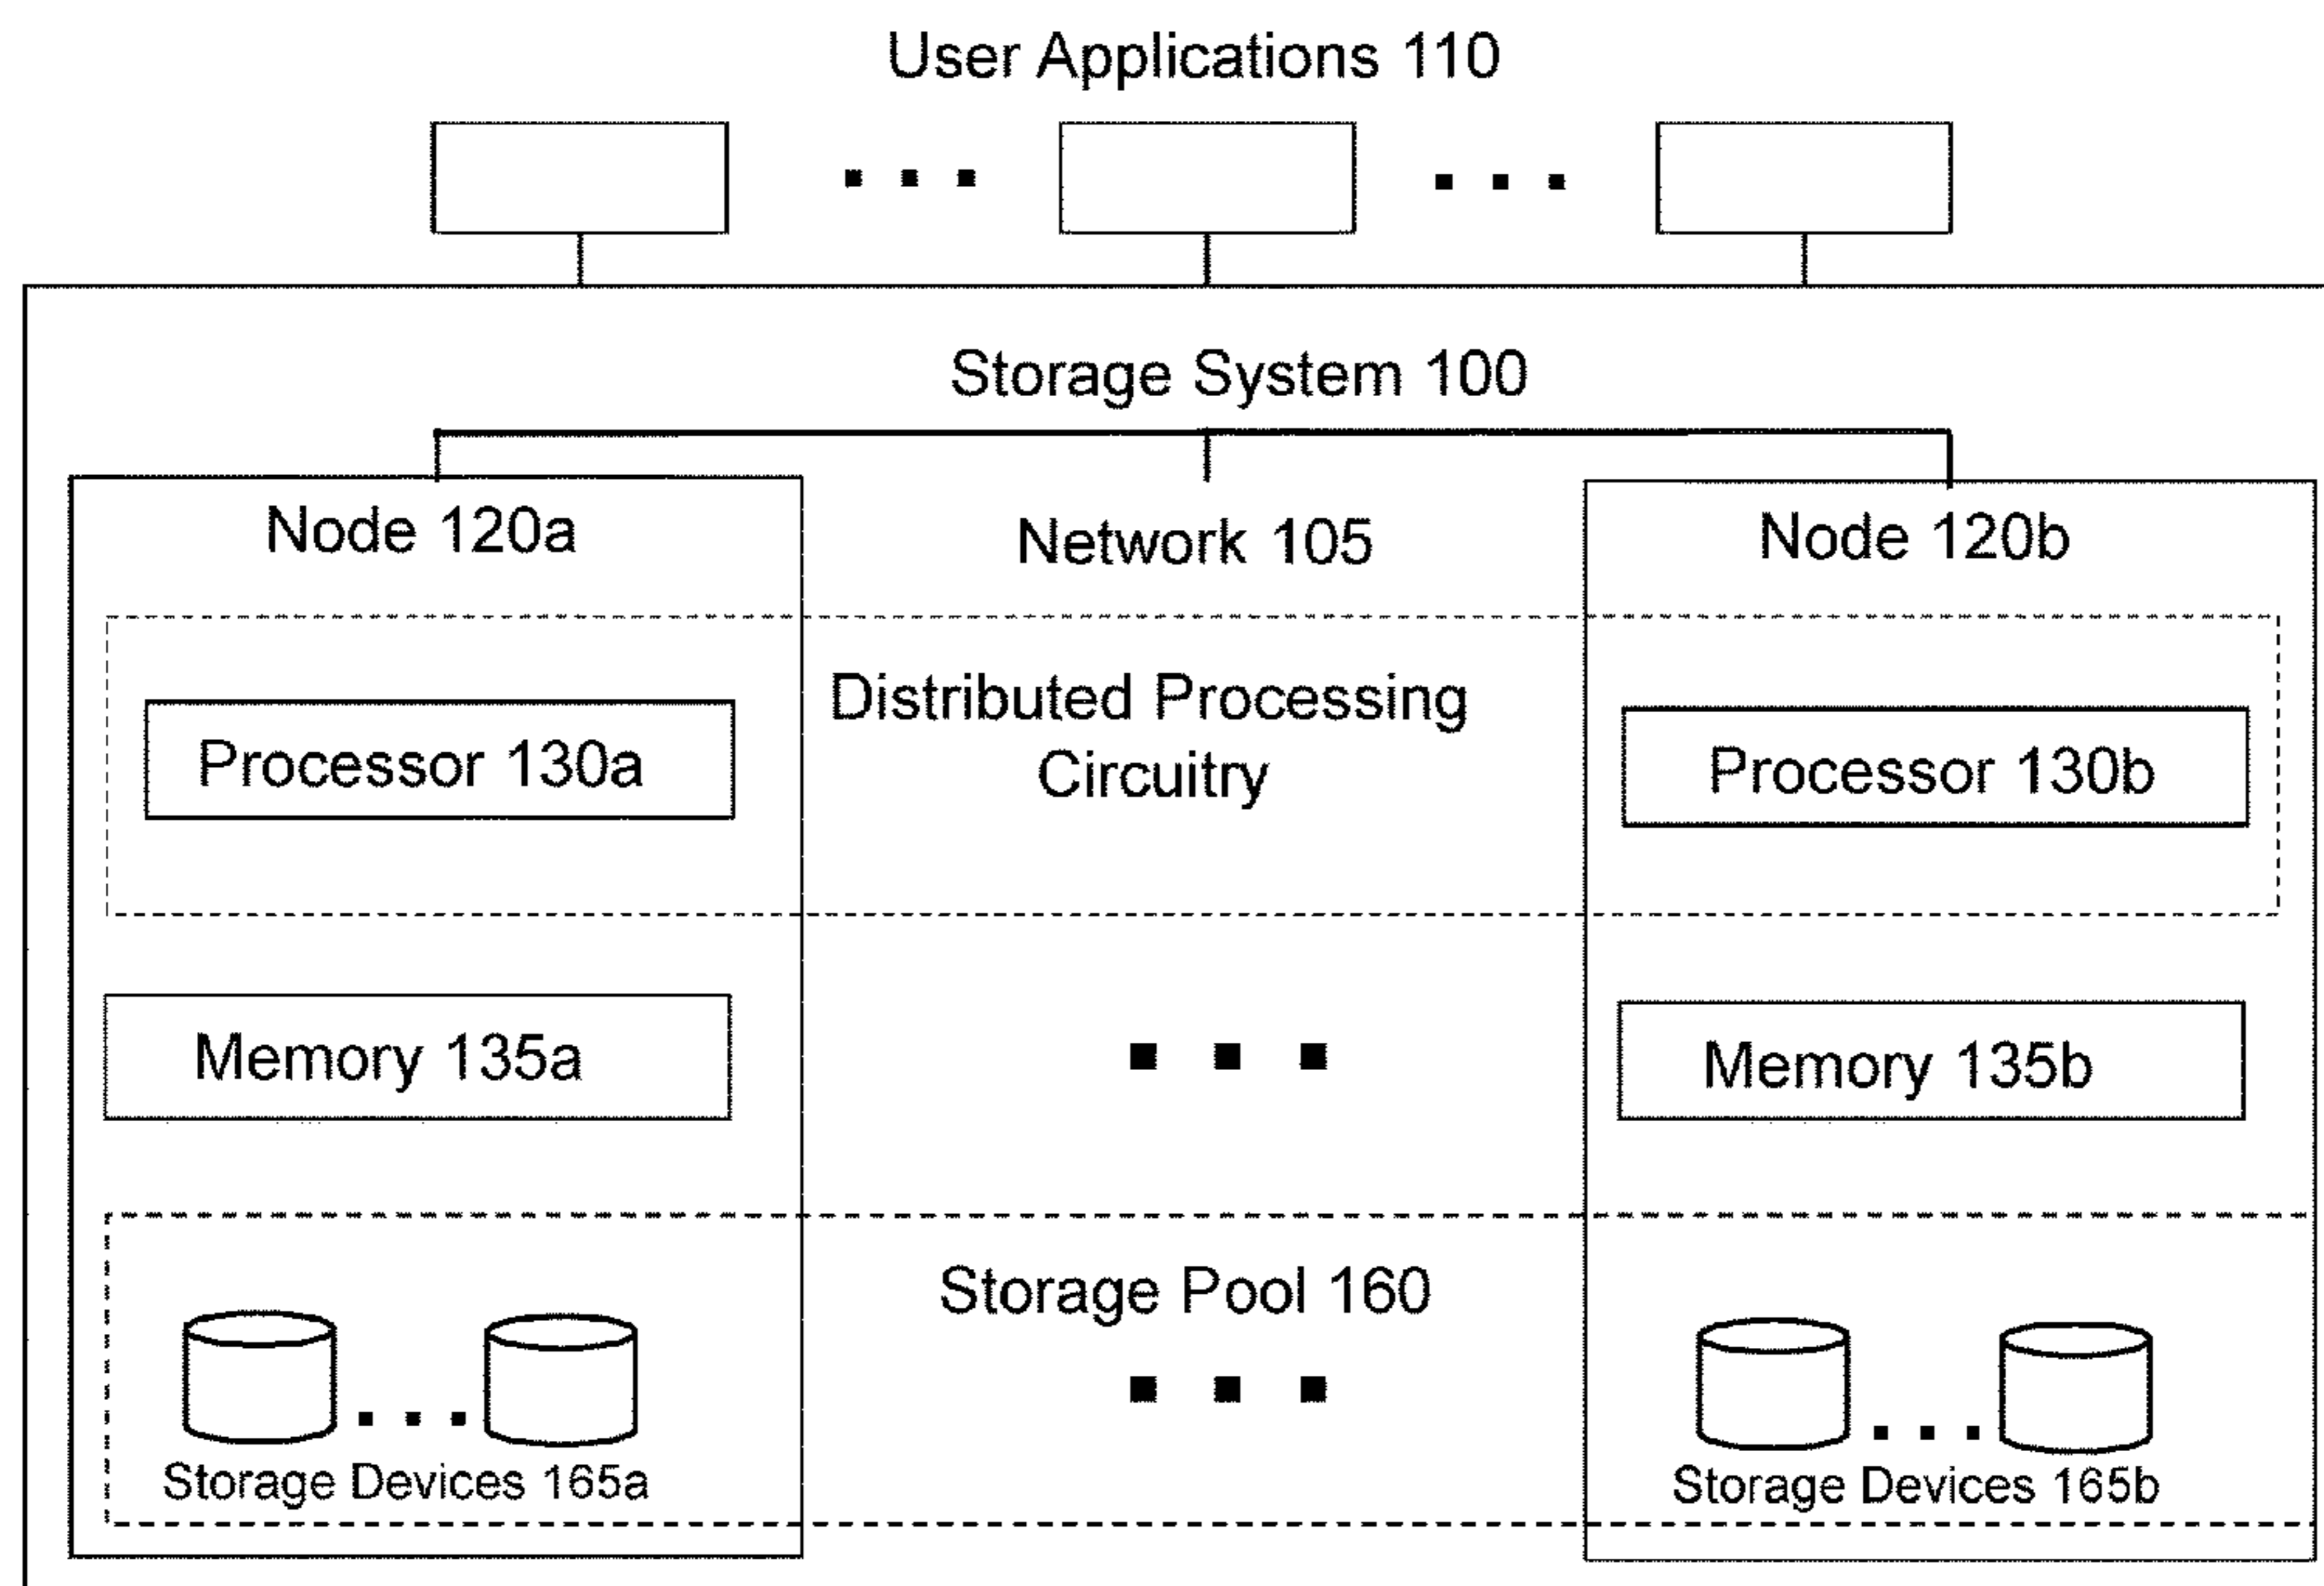 User Applications 110
Storage System 100
Node 120a
Network 105
Node 120b
Distributed Processing
Circuitry
Processor 130a
Processor 130b
Memory 135a
Memory 135b
Storage Pool 160
Storage Devices 165a
Storage Devices 165b